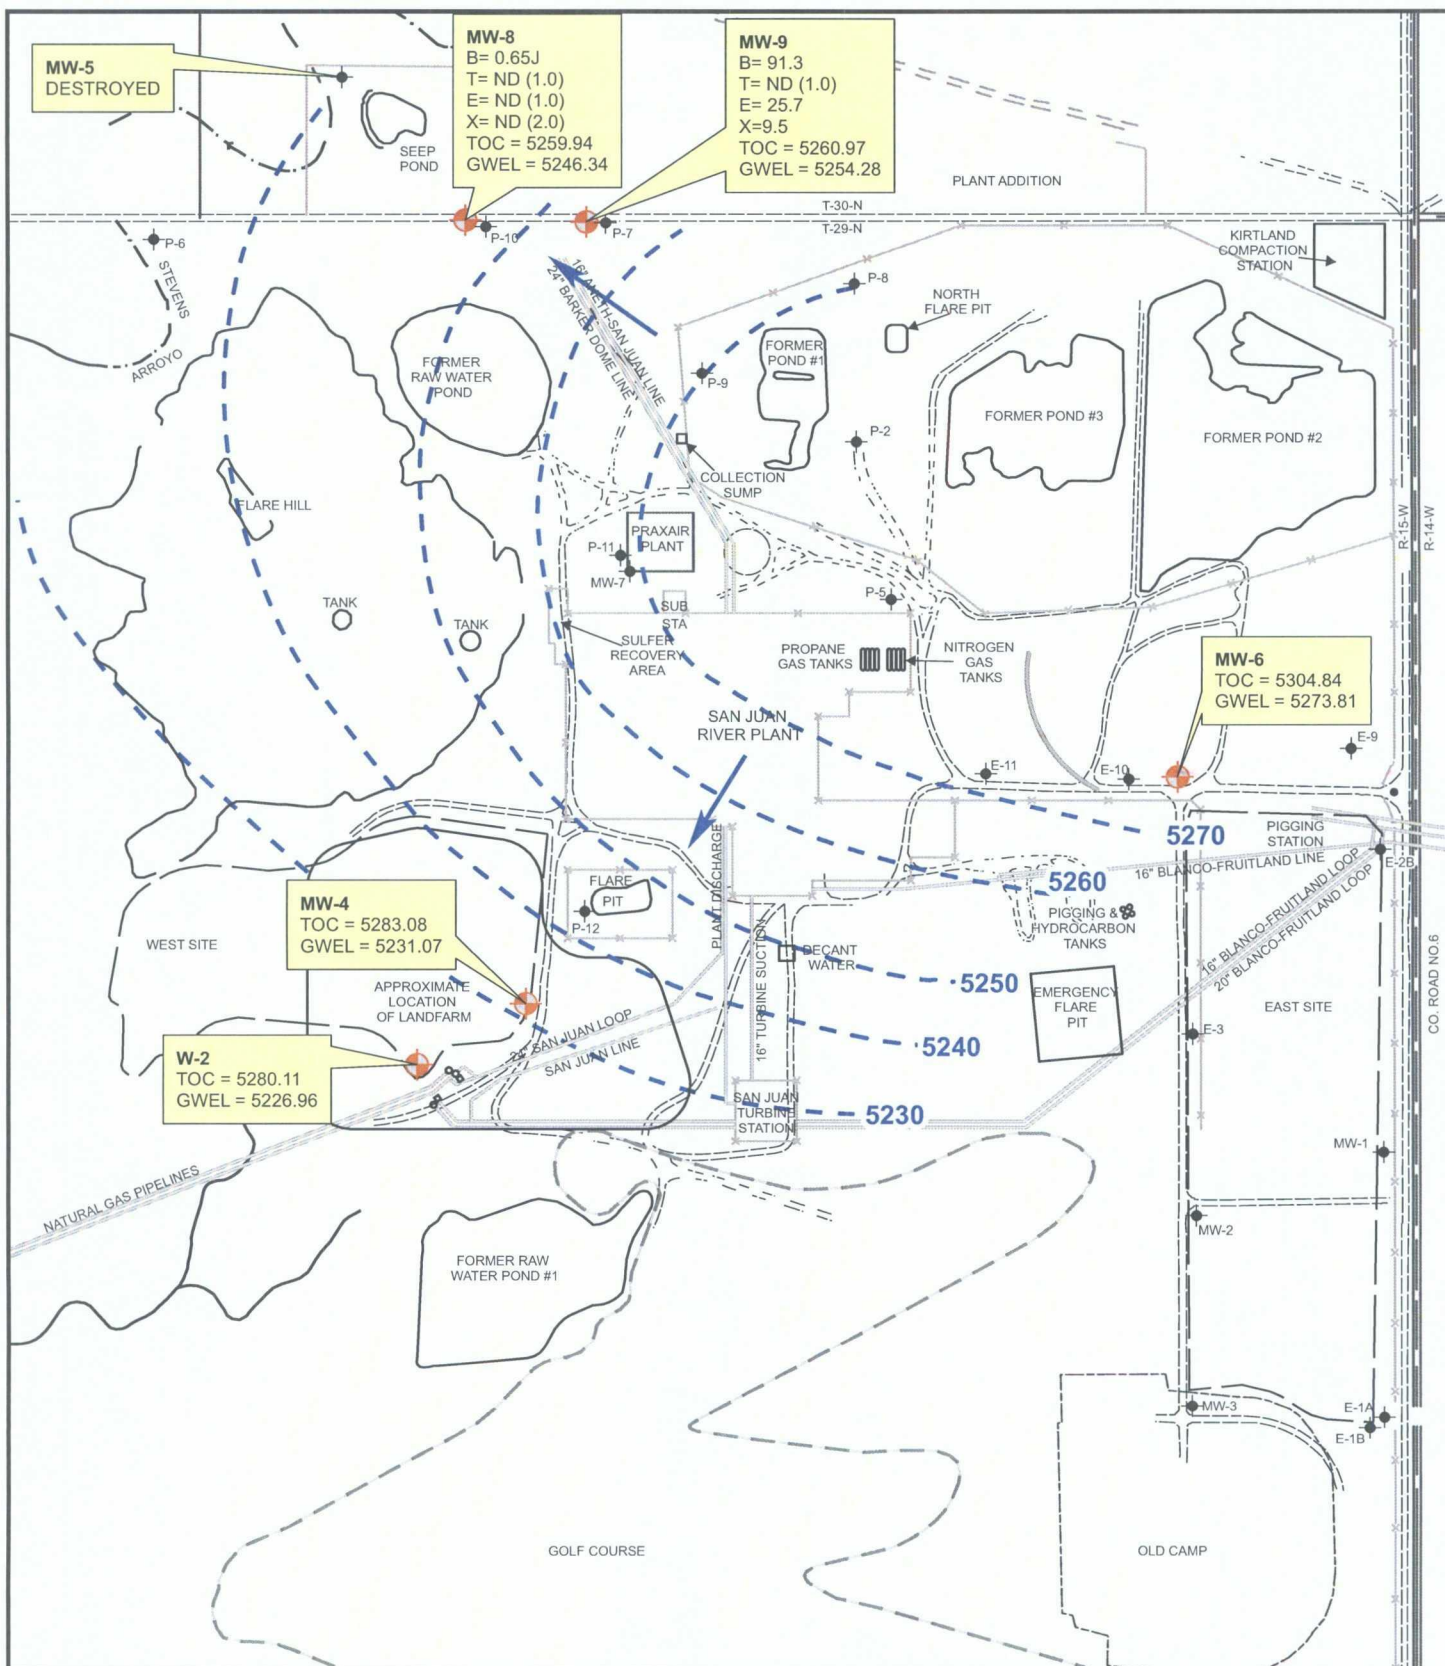 MW-5
DESTROYED
MW-8
B= 0.65J
T= ND (1.0)
E= ND (1.0)
X= ND (2.0)
TOC = 5259.94
GWEL = 5246.34
MW-9
B= 91.3
T= ND (1.0)
E= 25.7
X=9.5
TOC = 5260.97
GWEL = 5254.28
SEEP
POND
PLANT ADDITION
T-30-N
T-29-N
P-6
P-10
P-7
KIRTLAND
COMPACTION
STATION
STEVENS
ARROYO
16" ANETH-SAN JUAN LINE
24" BARKER DOME LINE
P-8
NORTH
FLARE PIT
FORMER
RAW WATER
POND
FORMER
POND #1
P-9
FORMER POND #3
FORMER POND #2
P-2
COLLECTION
SUMP
FLARE HILL
PRAXAIR
PLANT
P-11
MW-7
R-15-W
R-14-W
TANK
TANK
SUB
STA
P-5
SULFER
RECOVERY
AREA
PROPANE
GAS TANKS
NITROGEN
GAS
TANKS
MW-6
TOC = 5304.84
GWEL = 5273.81
SAN JUAN
RIVER PLANT
E-9
E-11
E-10
5270
PIGGING
STATION
E-2B
16" BLANCO-FRUITLAND LINE
5260
FLARE
PIT
P-12
PLANT DISCHARGE
PIGGING &
HYDROCARBON
TANKS
16" BLANCO-FRUITLAND LOOP
20" BLANCO-FRUITLAND LOOP
MW-4
TOC = 5283.08
GWEL = 5231.07
WEST SITE
16" TURBINE SUCTION
DECANT
WATER
5250
CO. ROAD NO.6
APPROXIMATE
LOCATION
OF LANDFARM
EMERGENCY
FLARE
PIT
EAST SITE
24" SAN JUAN LOOP
SAN JUAN LINE
5240
E-3
W-2
TOC = 5280.11
GWEL = 5226.96
SAN JUAN
TURBINE
STATION
5230
MW-1
NATURAL GAS PIPELINES
MW-2
FORMER RAW
WATER POND #1
MW-3
E-1A
E-1B
GOLF COURSE
OLD CAMP